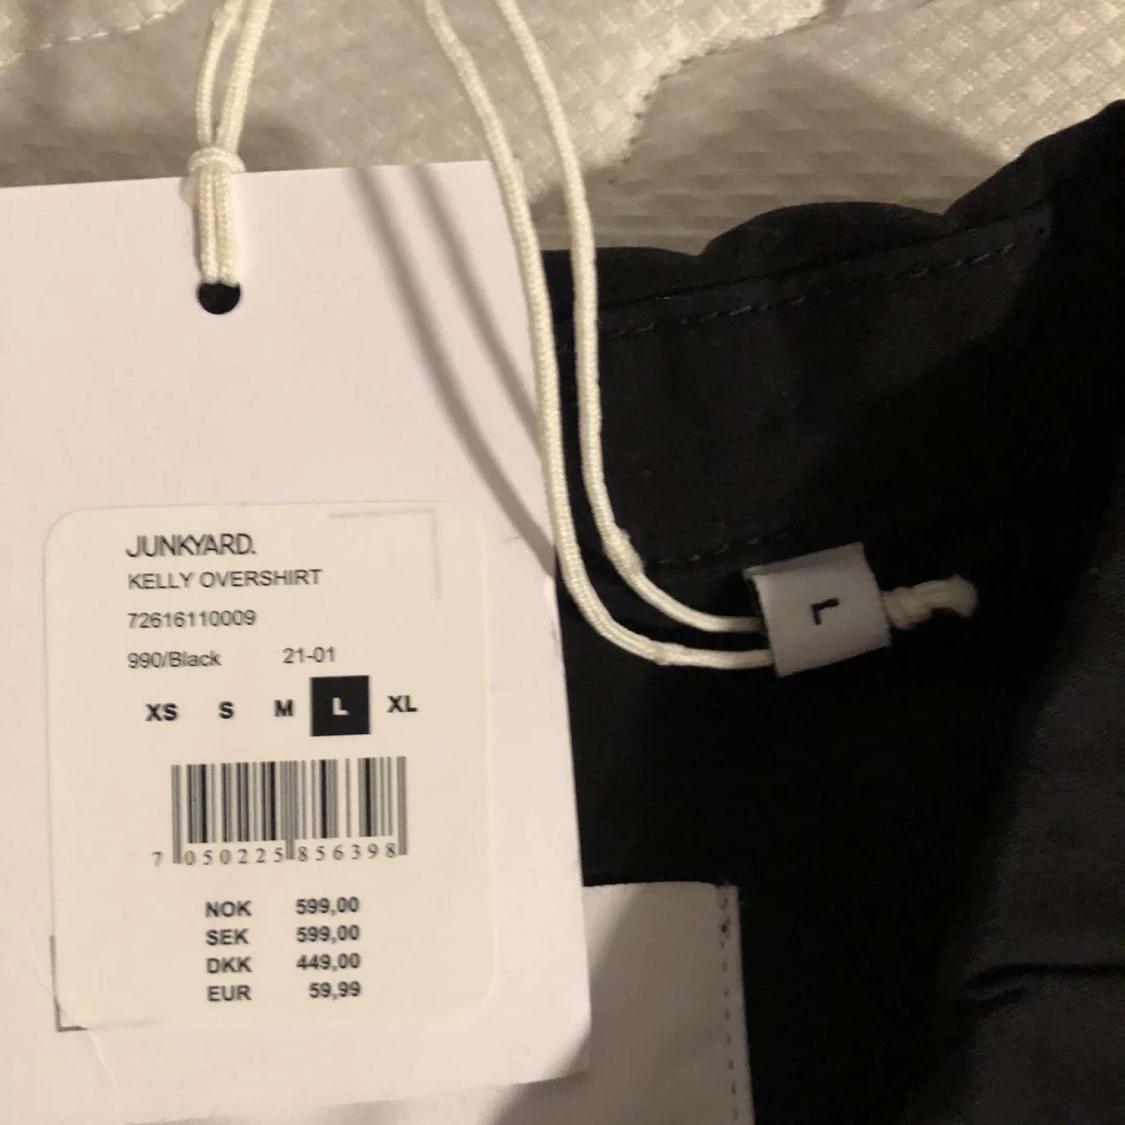 JUNKYARD.
KELLY OVERSHIRT
72616110009
990/Black 21-01
XS S M L XL
7 050225 856398
NOK 599,00
SEK 599,00
DKK 449,00
EUR 59,99
L